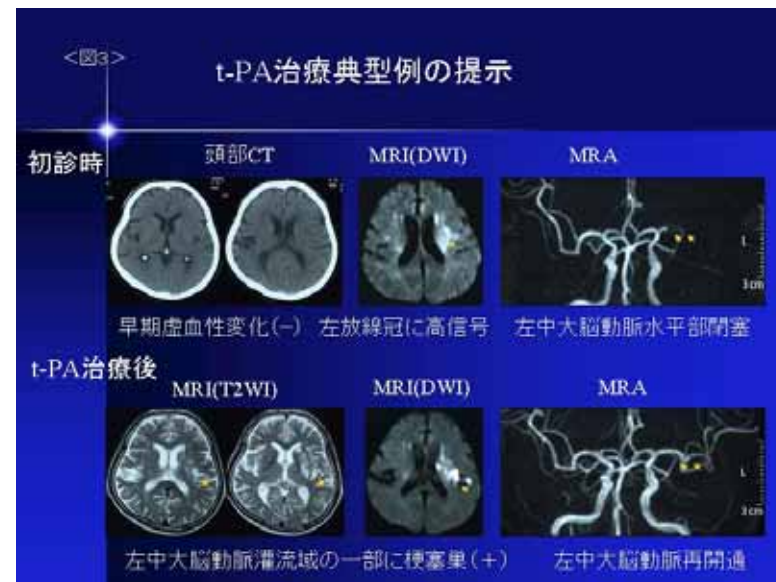 <図3>
t-PA治療典型例の提示
初診時
頭部CT
MRI(DWI)
MRA
L
3cm
早期虚血性変化(-)
左放線冠に高信号
左中大脳動脈水平部閉塞
t-PA治療後
MRI(T2WI)
MRI(DWI)
MRA
L
3cm
左中大脳動脈灌流域の一部に梗塞巣(+)
左中大脳動脈再開通